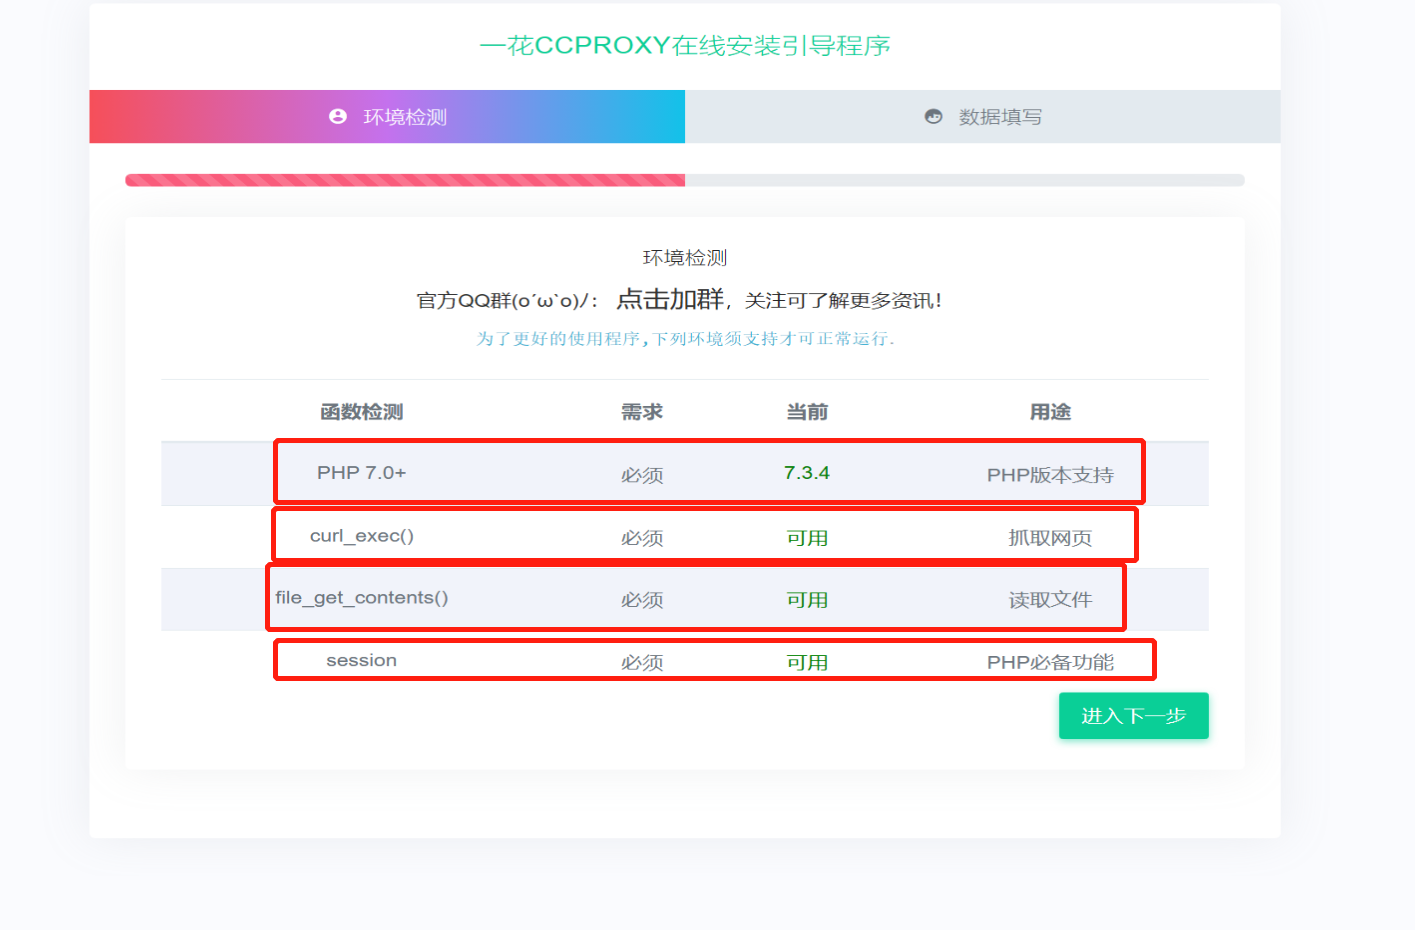 一花CCPROXY在线安装引导程序
环境检测 数据填写
环境检测
官方QQ群(o´ω`o)ﾉ： 点击加群，关注可了解更多资讯！
为了更好的使用程序,下列环境须支持才可正常运行.
函数检测 需求 当前 用途
PHP 7.0+ 必须 7.3.4 PHP版本支持
curl_exec() 必须 可用 抓取网页
file_get_contents() 必须 可用 读取文件
session 必须 可用 PHP必备功能
进入下一步